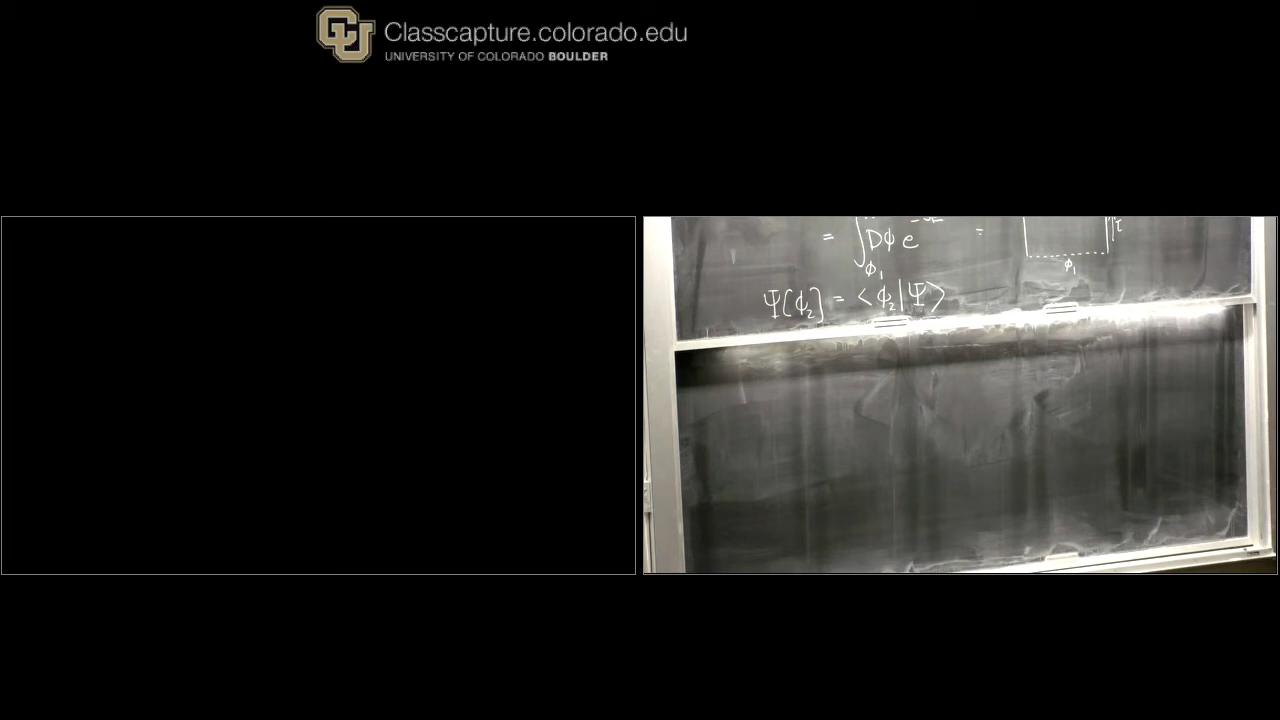 Classcapture.colorado.edu
UNIVERSITY OF COLORADO BOULDER
= ∫ Dϕ e =
ϕ₁ ϕ₁
Ψ[ϕ₂] = <ϕ₂|Ψ>